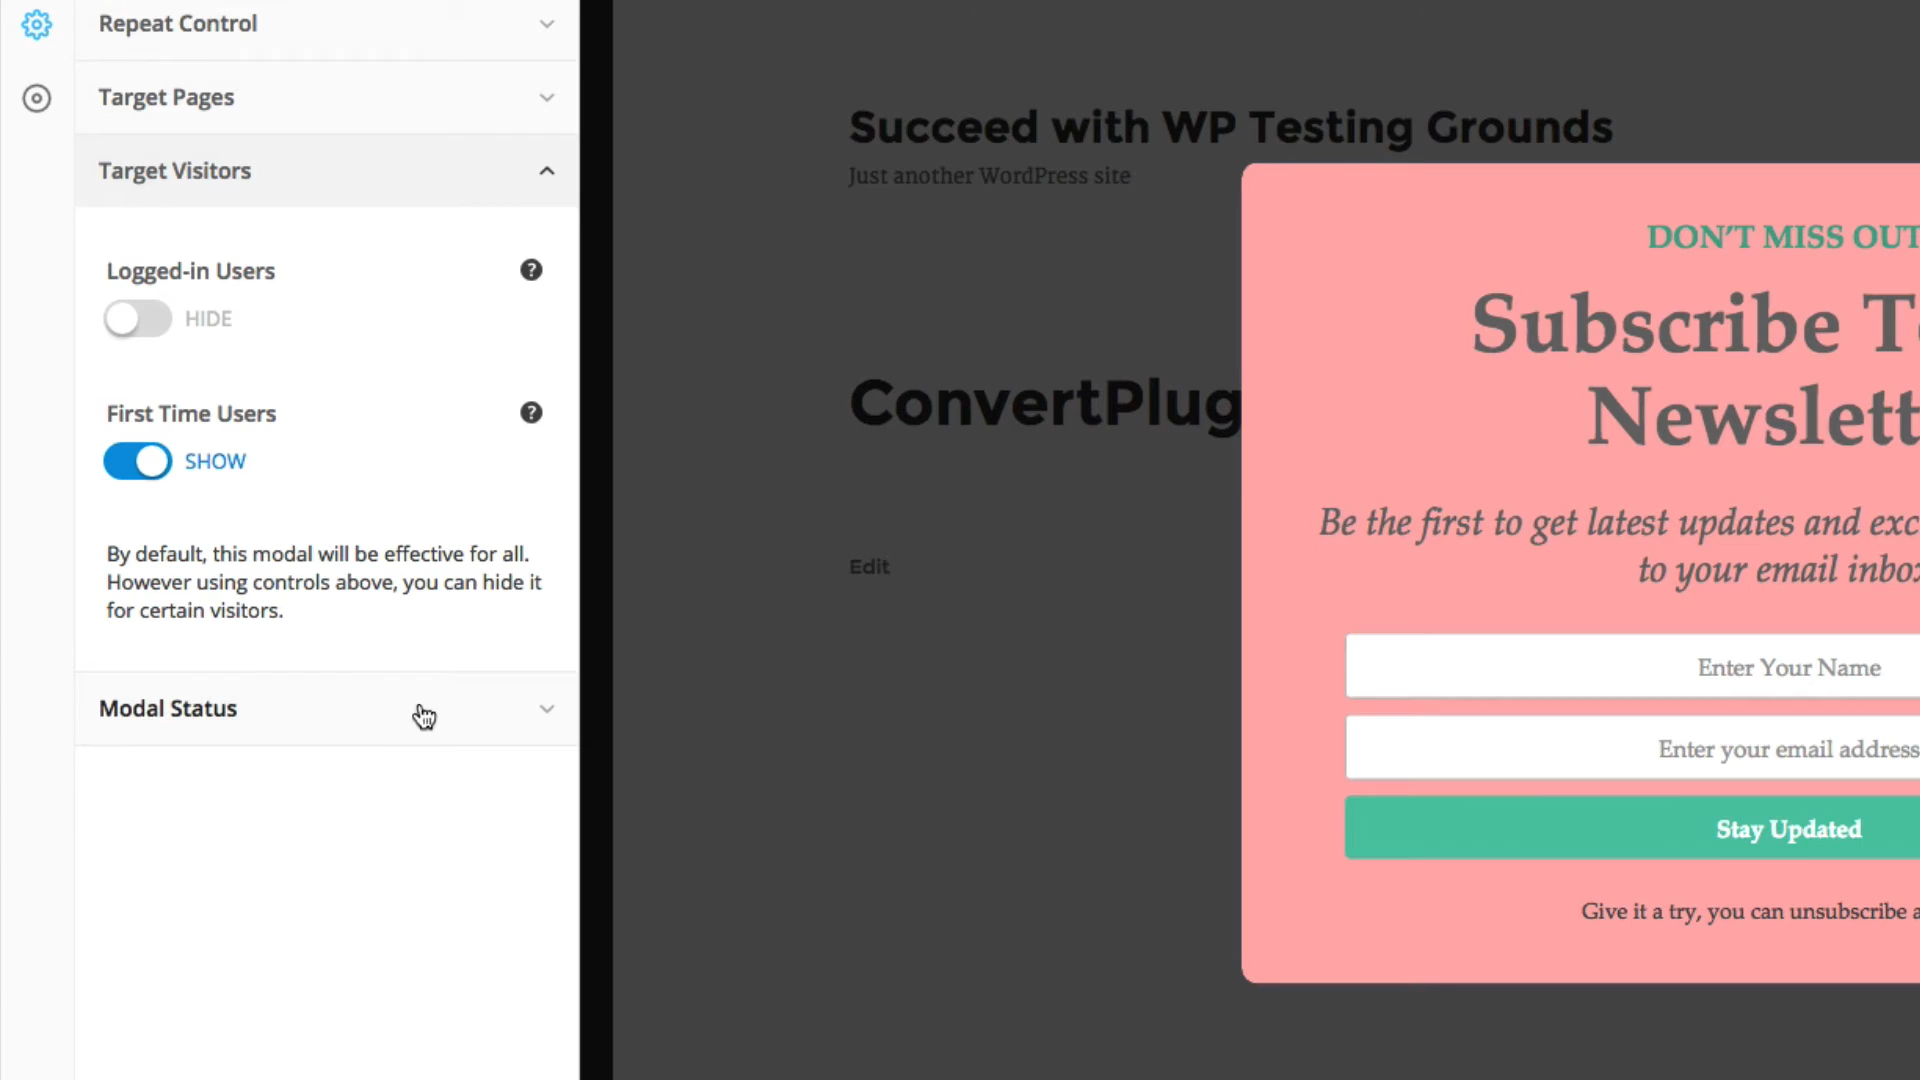 Repeat Control
Target Pages
Target Visitors
Logged-in Users
HIDE
First Time Users
SHOW
By default, this modal will be effective for all.
However using controls above, you can hide it
for certain visitors.
Modal Status
Succeed with WP Testing Grounds
Just another WordPress site
ConvertPlug
Edit
DON'T MISS OUT
Subscribe T
Newslett
Be the first to get latest updates and exc
to your email inbox
Enter Your Name
Enter your email address
Stay Updated
Give it a try, you can unsubscribe a